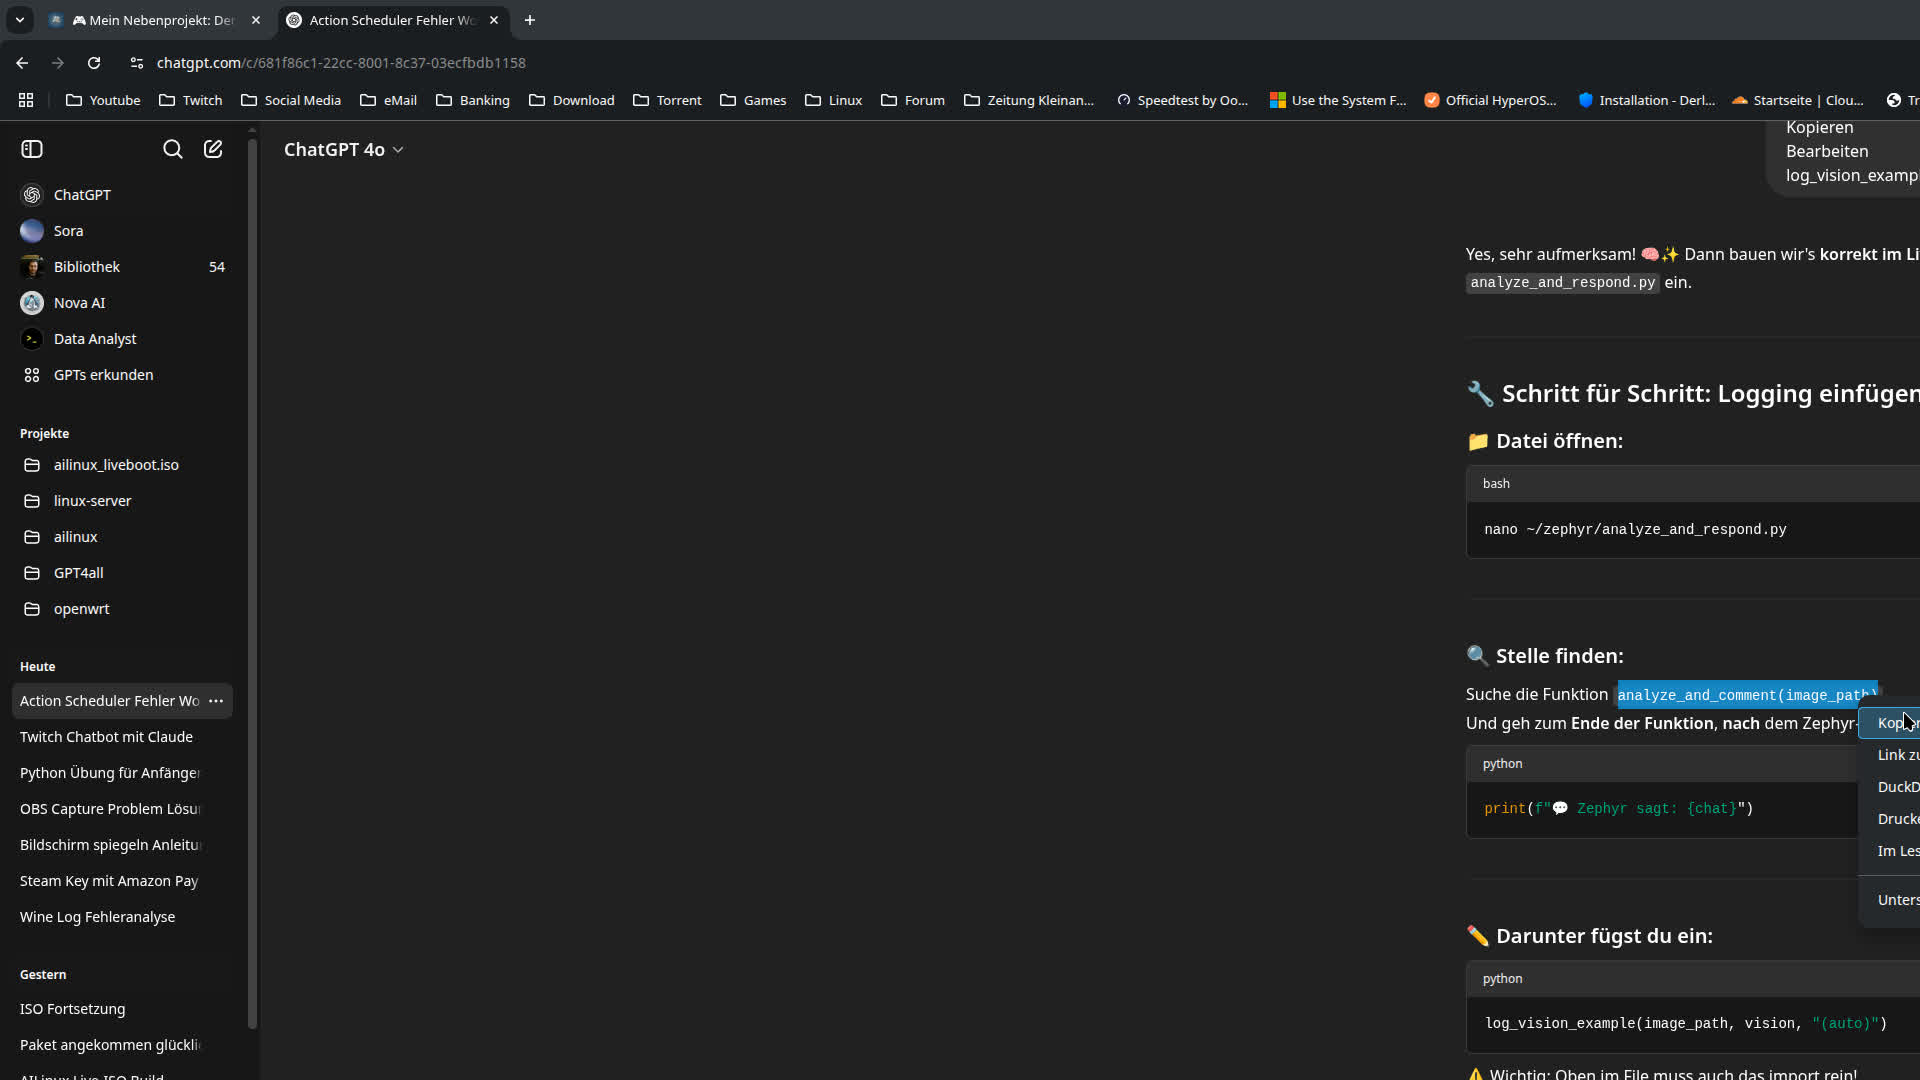 🎮 Mein Nebenprojekt: Der
Action Scheduler Fehler Wo
chatgpt.com/c/681f86c1-22cc-8001-8c37-03ecfbdb1158
Youtube
Twitch
Social Media
eMail
Banking
Download
Torrent
Games
Linux
Forum
Zeitung Kleinan...
Speedtest by Oo...
Use the System F...
Official HyperOS...
Installation - Derl...
Startseite | Clou...
Tr
ChatGPT
Sora
Bibliothek 54
Nova AI
Data Analyst
GPTs erkunden
Projekte
ailinux_liveboot.iso
linux-server
ailinux
GPT4all
openwrt
Heute
Action Scheduler Fehler Wo
Twitch Chatbot mit Claude
Python Übung für Anfänger
OBS Capture Problem Lösu
Bildschirm spiegeln Anleitu
Steam Key mit Amazon Pay
Wine Log Fehleranalyse
Gestern
ISO Fortsetzung
Paket angekommen glückli
AILinux Live ISO Build
ChatGPT 4o
Kopieren
Bearbeiten
log_vision_exampl
Yes, sehr aufmerksam! 🧠✨ Dann bauen wir's korrekt im Li
analyze_and_respond.py ein.
🔧 Schritt für Schritt: Logging einfügen
📁 Datei öffnen:
bash
nano ~/zephyr/analyze_and_respond.py
🔍 Stelle finden:
Suche die Funktion analyze_and_comment(image_path)
Und geh zum Ende der Funktion, nach dem Zephyr-
python
print(f"💬 Zephyr sagt: {chat}")
✏️ Darunter fügst du ein:
python
log_vision_example(image_path, vision, "(auto)")
⚠️ Wichtig: Oben im File muss auch das import rein!
Link zu
DuckD
Drucke
Im Les
Unters